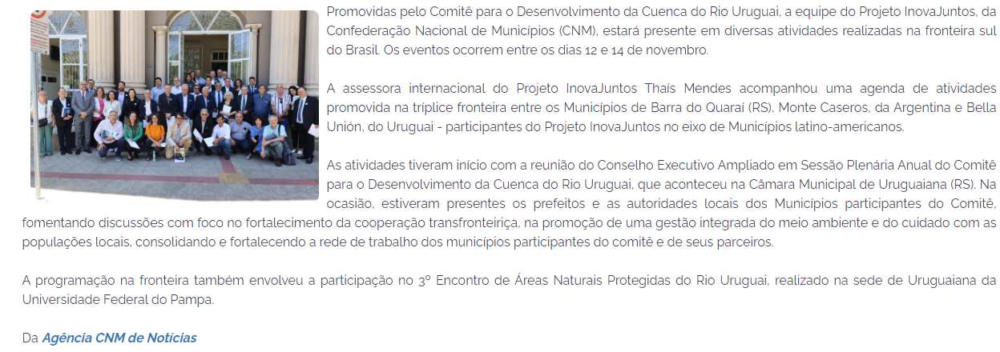 Promovidas pelo Comitê para o Desenvolvimento da Cuenca do Rio Uruguai, a equipe do Projeto InovaJuntos, da
Confederação Nacional de Municípios (CNM), estará presente em diversas atividades realizadas na fronteira sul
do Brasil. Os eventos ocorrem entre os dias 12 e 14 de novembro.
A assessora internacional do Projeto InovaJuntos Thaís Mendes acompanhou uma agenda de atividades
promovida na tríplice fronteira entre os Municípios de Barra do Quaraí (RS), Monte Caseros, da Argentina e Bella
Unión, do Uruguai - participantes do Projeto InovaJuntos no eixo de Municípios latino-americanos.
As atividades tiveram início com a reunião do Conselho Executivo Ampliado em Sessão Plenária Anual do Comitê
para o Desenvolvimento da Cuenca do Rio Uruguai, que aconteceu na Câmara Municipal de Uruguaiana (RS). Na
ocasião, estiveram presentes os prefeitos e as autoridades locais dos Municípios participantes do Comitê,
fomentando discussões com foco no fortalecimento da cooperação transfronteiriça, na promoção de uma gestão integrada do meio ambiente e do cuidado com as
populações locais, consolidando e fortalecendo a rede de trabalho dos municípios participantes do comitê e de seus parceiros.
A programação na fronteira também envolveu a participação no 3º Encontro de Áreas Naturais Protegidas do Rio Uruguai, realizado na sede de Uruguaiana da
Universidade Federal do Pampa.
Da Agência CNM de Notícias